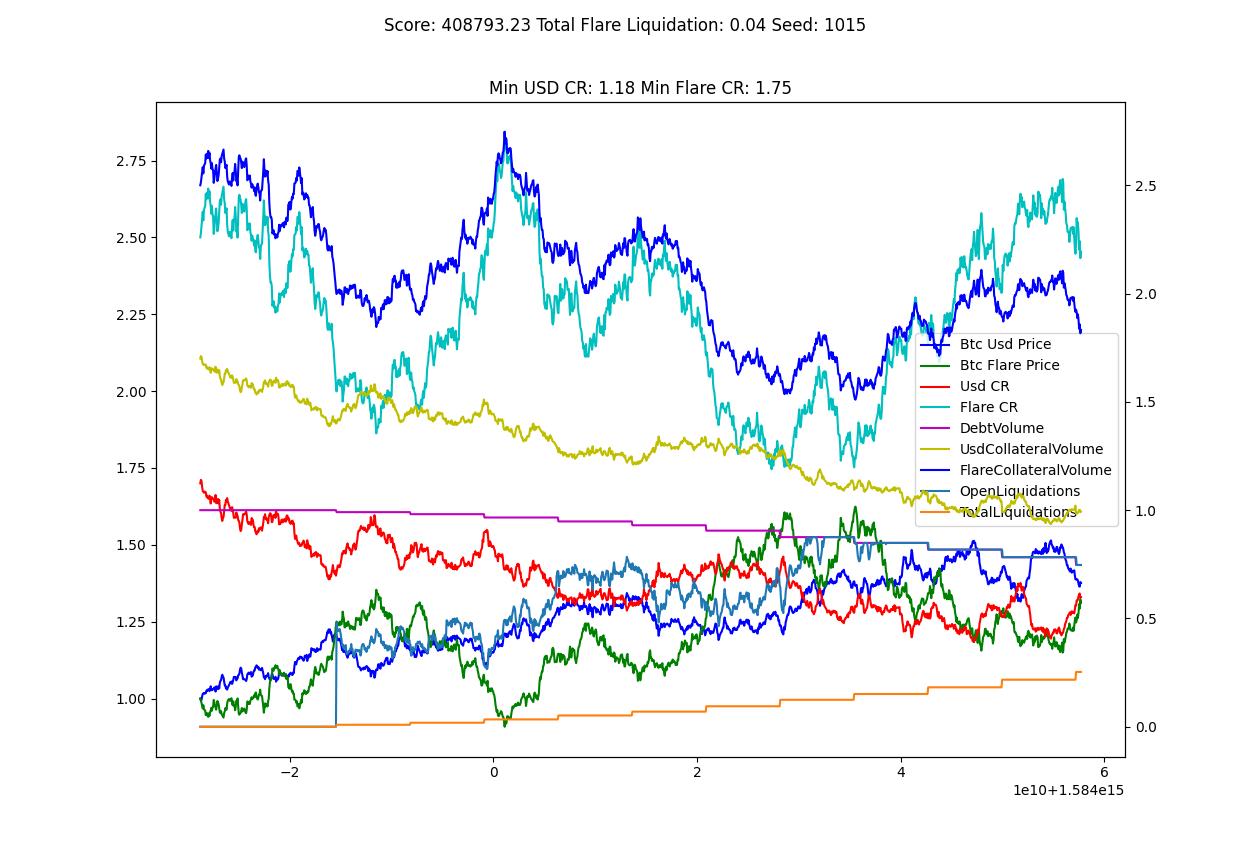 Score: 408793.23 Total Flare Liquidation: 0.04 Seed: 1015
Min USD CR: 1.18 Min Flare CR: 1.75
2.75
2.50
2.25
2.00
1.75
1.50
1.25
1.00
2.5
2.0
1.5
1.0
0.5
0.0
Btc Usd Price
Btc Flare Price
Usd CR
Flare CR
DebtVolume
UsdCollateralVolume
FlareCollateralVolume
OpenLiquidations
TotalLiquidations
−2
0
2
4
6
1e10+1.584e15